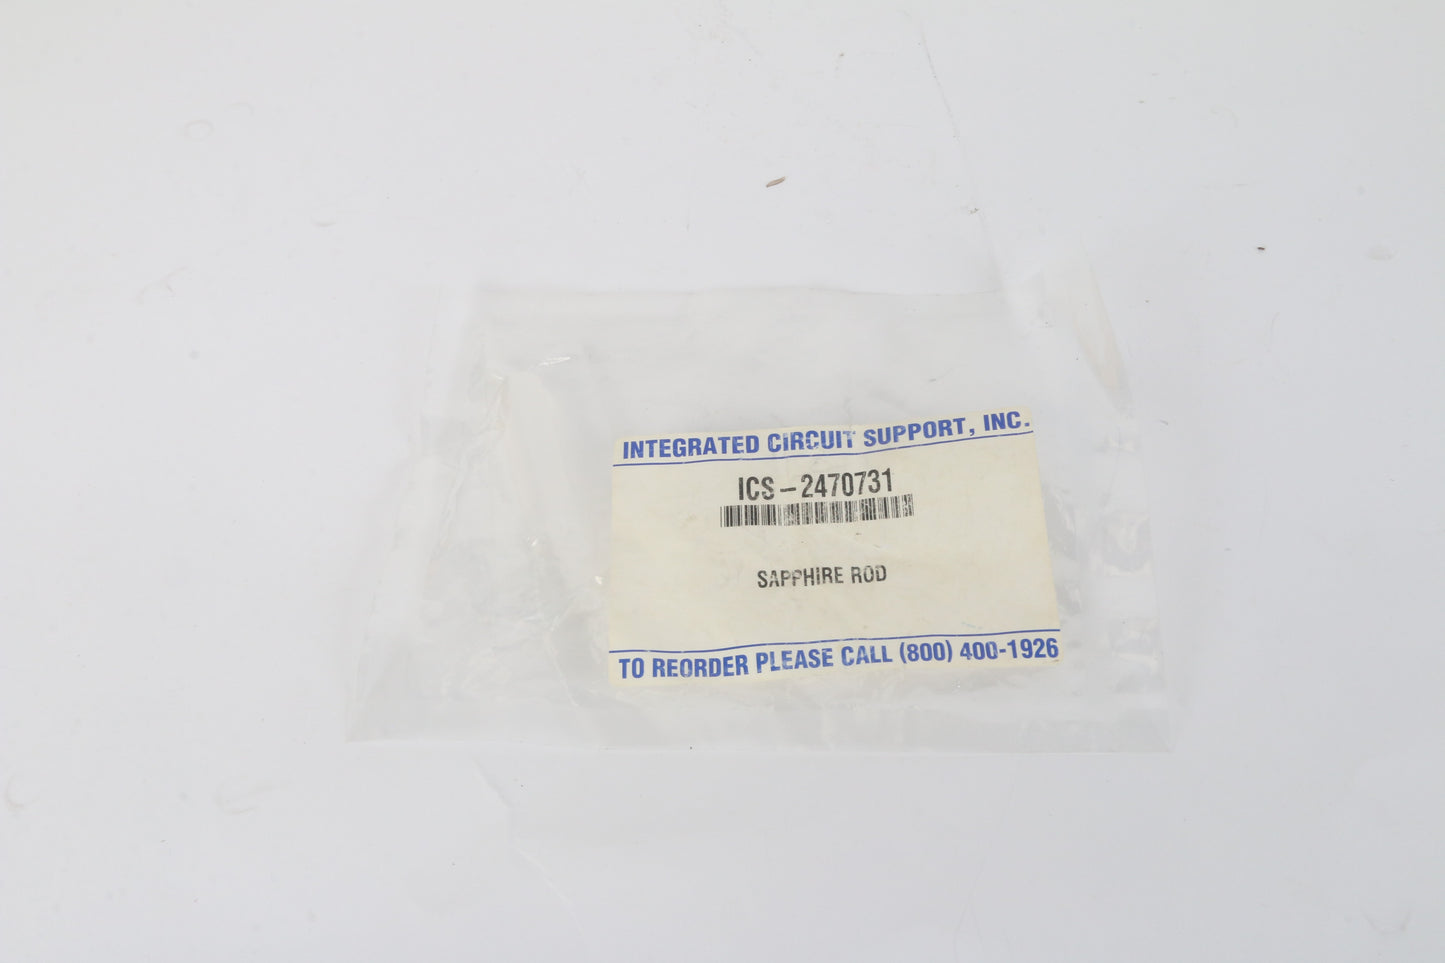 INTEGRATED CIRCUIT SUPPORT, INC.
ICS-2470731
SAPPHIRE ROD
TO REORDER PLEASE CALL (800) 400-1926